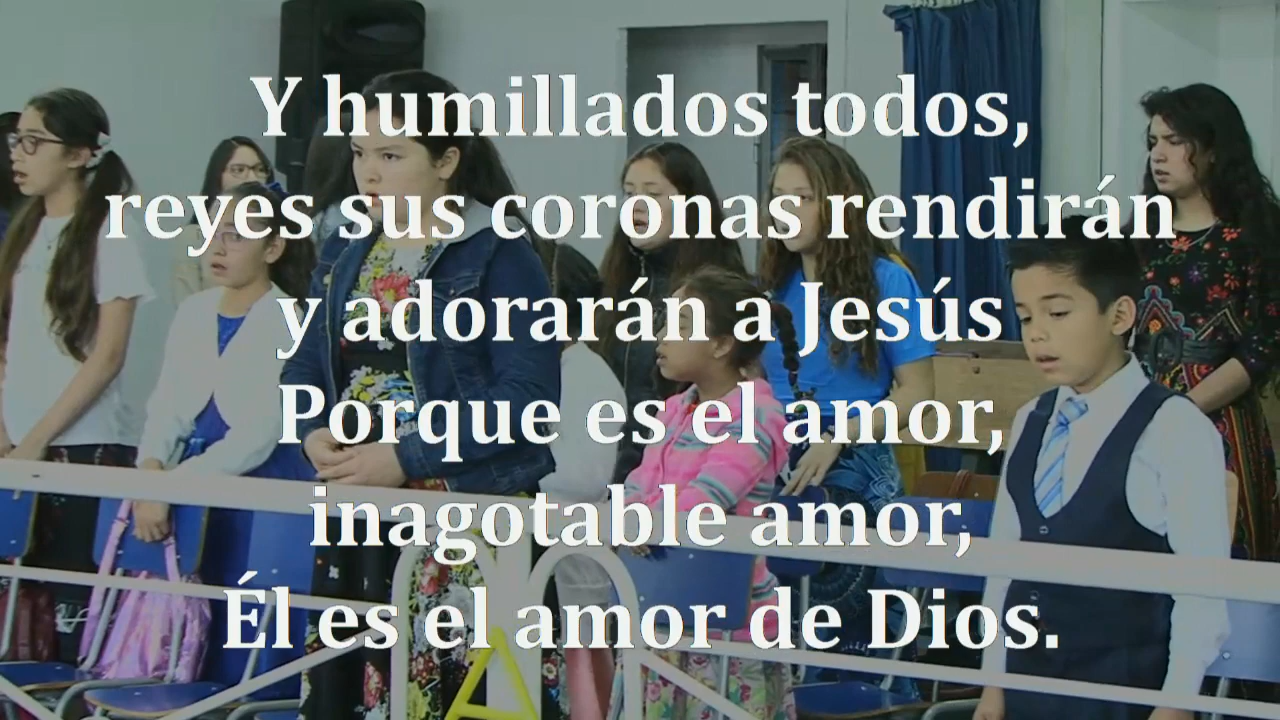 Y humillados todos,
reyes sus coronas rendirán
y adorarán a Jesús
Porque es el amor,
inagotable amor,
Él es el amor de Dios.